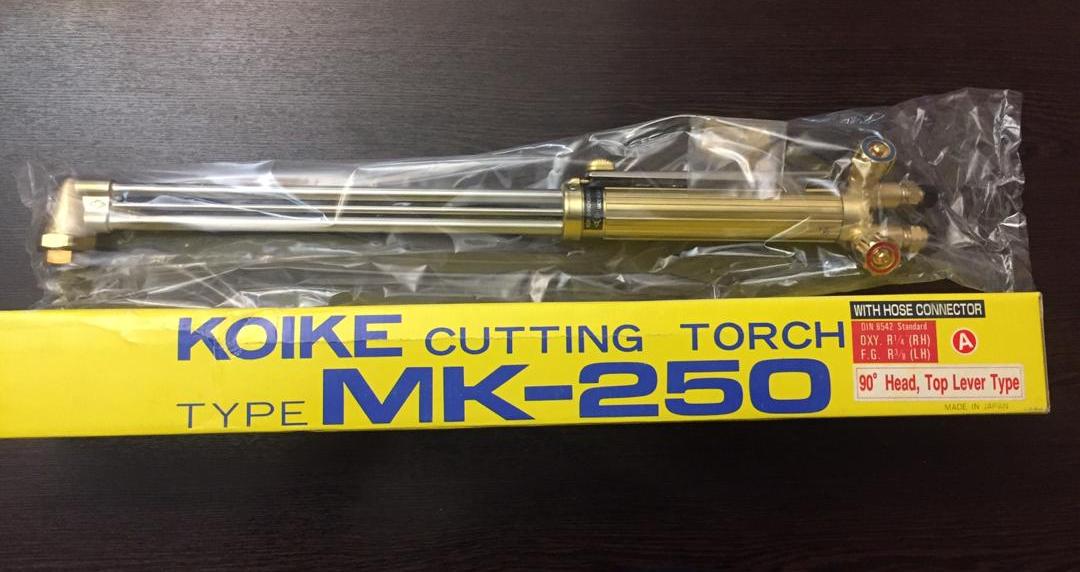 KOIKE CUTTING TORCH
TYPE MK-250
WITH HOSE CONNECTOR
DIN 8542 Standard
OXY. R1/4 (RH)
F.G. R3/8 (LH)
A
90° Head, Top Lever Type
MADE IN JAPAN